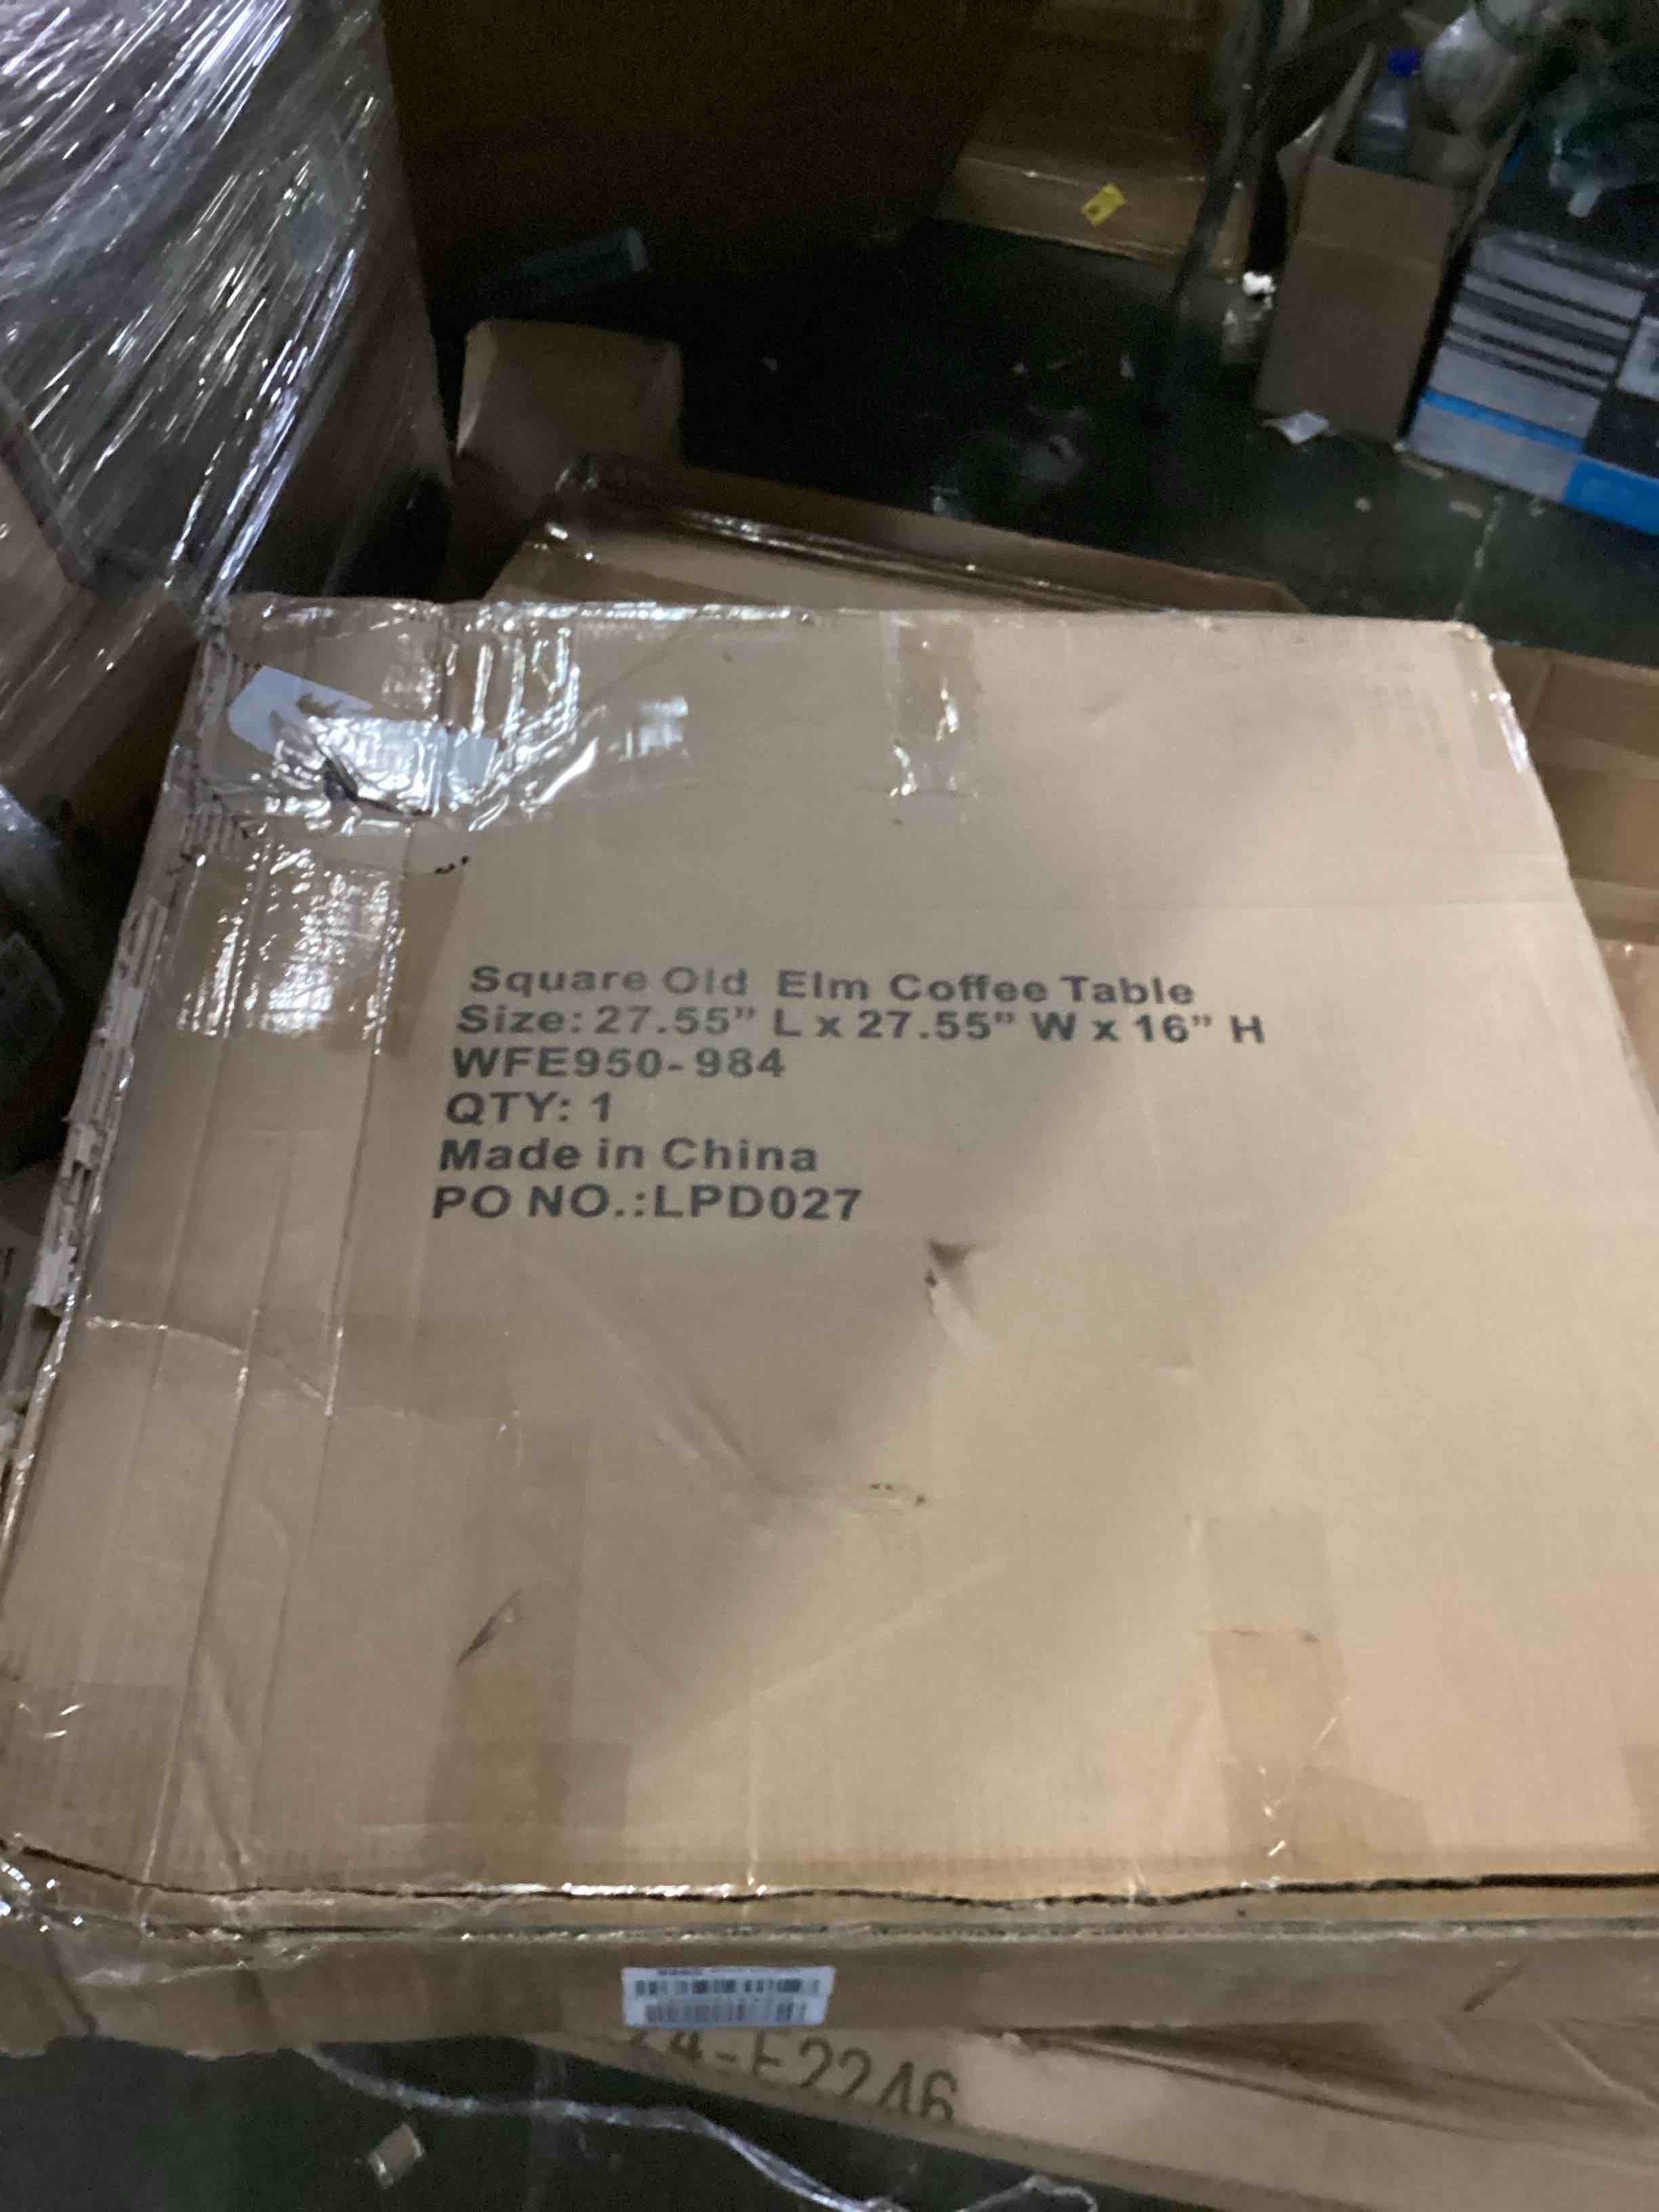 Square Old Elm Coffee Table
Size: 27.55” L x 27.55” W x 16” H
WFE950-984
QTY: 1
Made in China
PO NO.:LPD027